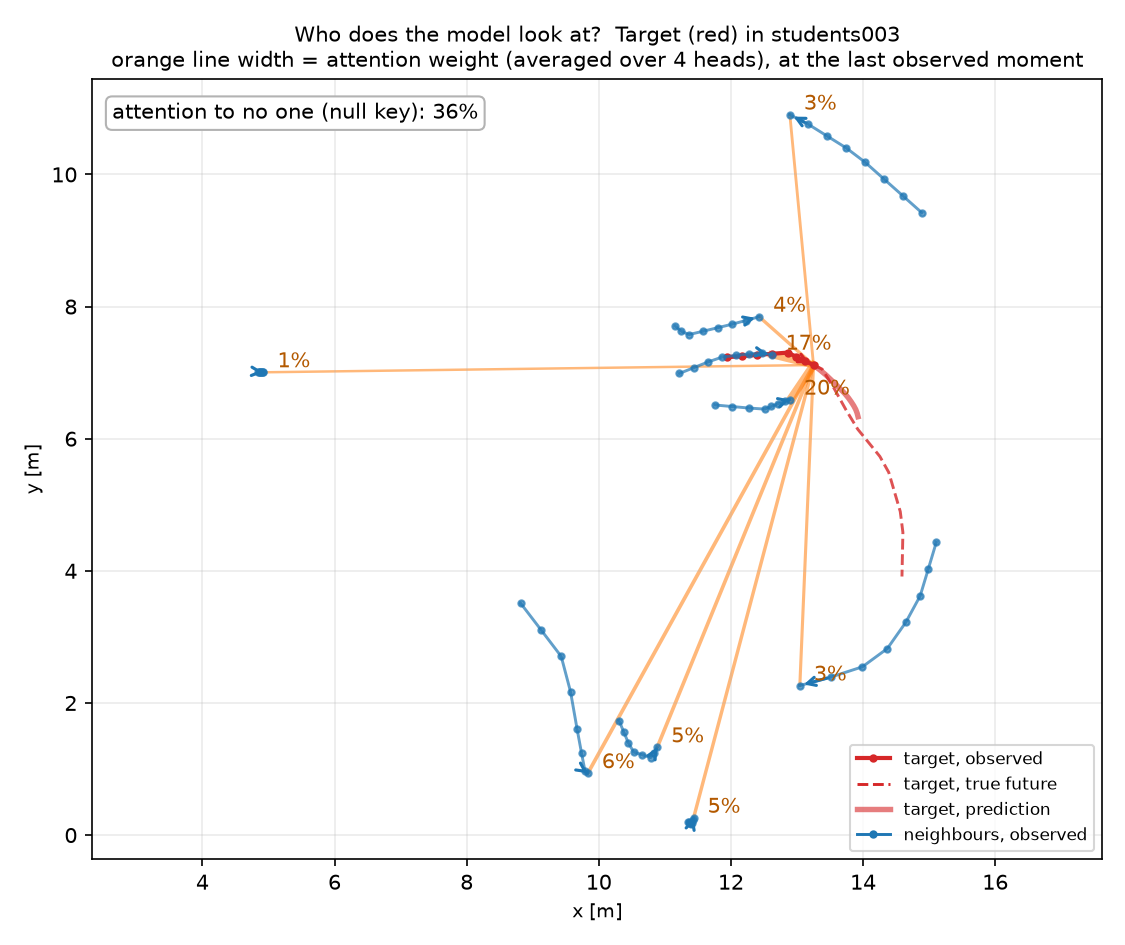 Who does the model look at?  Target (red) in students003
orange line width = attention weight (averaged over 4 heads), at the last observed moment
attention to no one (null key): 36%
3%
4%
17%
1%
20%
3%
5%
6%
5%
10
8
6
4
2
0
y [m]
target, observed
target, true future
target, prediction
neighbours, observed
4 6 8 10 12 14 16
x [m]